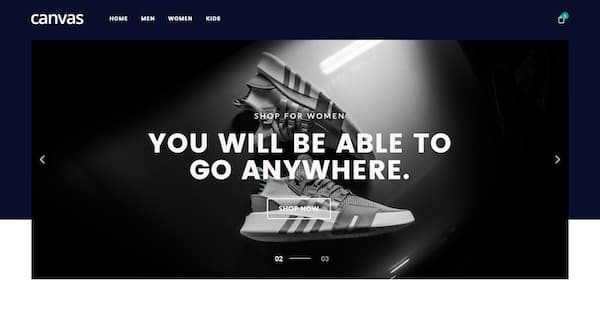 canvas
HOME MEN WOMEN KIDS
SHOP FOR WOMEN
YOU WILL BE ABLE TO
GO ANYWHERE.
SHOP NOW
02 03